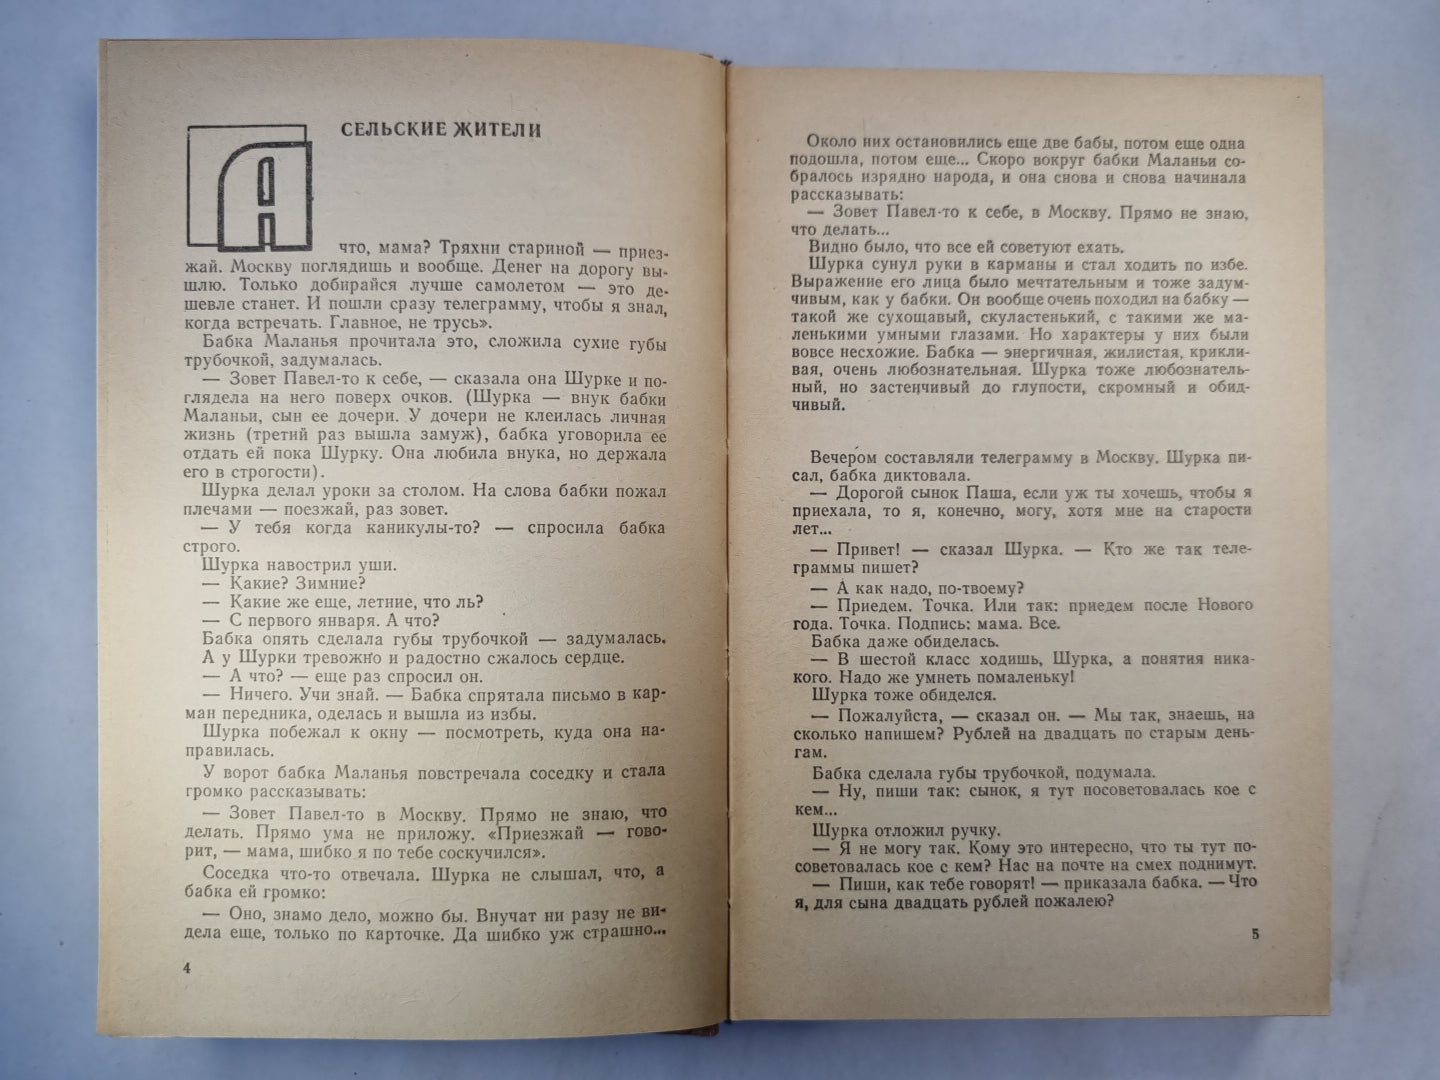 СЕЛЬСКИЕ ЖИТЕЛИ
А
что, мама? Тряхни стариной — приез-
жай. Москву поглядишь и вообще. Денег на дорогу вы-
шлю. Только добирайся лучше самолетом — это де-
шевле станет. И пошли сразу телеграмму, чтобы я знал,
когда встречать. Главное, не трусь».
Бабка Маланья прочитала это, сложила сухие губы
трубочкой, задумалась.
— Зовет Павел-то к себе, — сказала она Шурке и по-
глядела на него поверх очков. (Шурка — внук бабки
Маланьи, сын ее дочери. У дочери не клеилась личная
жизнь (третий раз вышла замуж), бабка уговорила ее
отдать ей пока Шурку. Она любила внука, но держала
его в строгости).
Шурка делал уроки за столом. На слова бабки пожал
плечами — поезжай, раз зовет.
— У тебя когда каникулы-то? — спросила бабка
строго.
Шурка навострил уши.
— Какие? Зимние?
— Какие же еще, летние, что ль?
— С первого января. А что?
Бабка опять сделала губы трубочкой — задумалась.
А у Шурки тревожно и радостно сжалось сердце.
— А что? — еще раз спросил он.
— Ничего. Учи знай. — Бабка спрятала письмо в кар-
ман передника, оделась и вышла из избы.
Шурка побежал к окну — посмотреть, куда она на-
правилась.
У ворот бабка Маланья повстречала соседку и стала
громко рассказывать:
— Зовет Павел-то в Москву. Прямо не знаю, что
делать. Прямо ума не приложу. «Приезжай — гово-
рит, — мама, шибко я по тебе соскучился».
Соседка что-то отвечала. Шурка не слышал, что, а
бабка ей громко:
— Оно, знамо дело, можно бы. Внучат ни разу не ви-
дела еще, только по карточке. Да шибко уж страшно...
4
Около них остановились еще две бабы, потом еще одна
подошла, потом еще... Скоро вокруг бабки Маланьи со-
бралось изрядно народа, и она снова и снова начинала
рассказывать:
— Зовет Павел-то к себе, в Москву. Прямо не знаю,
что делать...
Видно было, что все ей советуют ехать.
Шурка сунул руки в карманы и стал ходить по избе.
Выражение его лица было мечтательным и тоже задум-
чивым, как у бабки. Он вообще очень походил на бабку —
такой же сухощавый, скуластенький, с такими же ма-
ленькими умными глазами. Но характеры у них были
вовсе несхожие. Бабка — энергичная, жилистая, крикли-
вая, очень любознательная. Шурка тоже любознатель-
ный, но застенчивый до глупости, скромный и обид-
чивый.
Вечером составляли телеграмму в Москву. Шурка пи-
сал, бабка диктовала.
— Дорогой сынок Паша, если уж ты хочешь, чтобы я
приехала, то я, конечно, могу, хотя мне на старости
лет...
— Привет! — сказал Шурка. — Кто же так теле-
граммы пишет?
— А как надо, по-твоему?
— Приедем. Точка. Или так: приедем после Нового
года. Точка. Подпись: мама. Все.
Бабка даже обиделась.
— В шестой класс ходишь, Шурка, а понятия ника-
кого. Надо же умнеть помаленьку!
Шурка тоже обиделся.
— Пожалуйста, — сказал он. — Мы так, знаешь, на
сколько напишем? Рублей на двадцать по старым день-
гам.
Бабка сделала губы трубочкой, подумала.
— Ну, пиши так: сынок, я тут посоветовалась кое с
кем...
Шурка отложил ручку.
— Я не могу так. Кому это интересно, что ты тут по-
советовалась кое с кем? Нас на почте на смех поднимут.
— Пиши, как тебе говорят! — приказала бабка. — Что
я, для сына двадцать рублей пожалею?
5